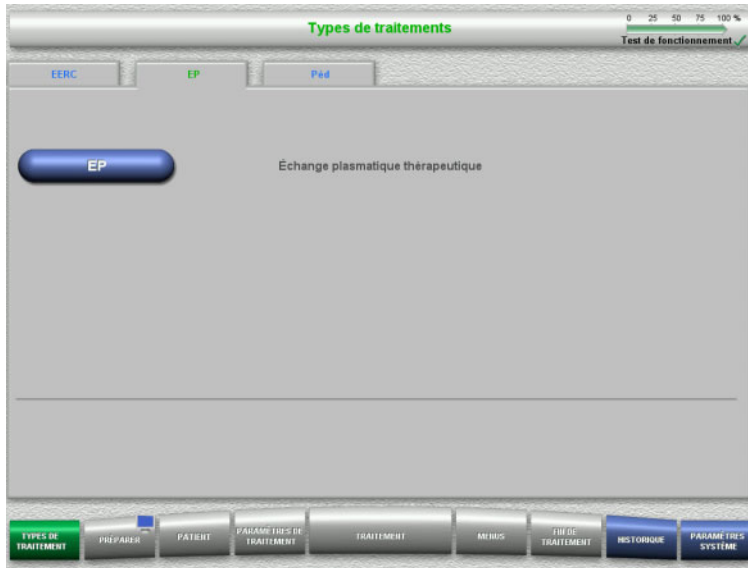 Types de traitements
0 25 50 75 100 %
Test de fonctionnement
EERC EP Péd
EP Échange plasmatique thérapeutique
TYPES DE TRAITEMENT
PRÉPARER
PATIENT
PARAMÈTRES DE TRAITEMENT
TRAITEMENT
MENUS
FIN DE TRAITEMENT
HISTORIQUE
PARAMÈTRES SYSTÈME